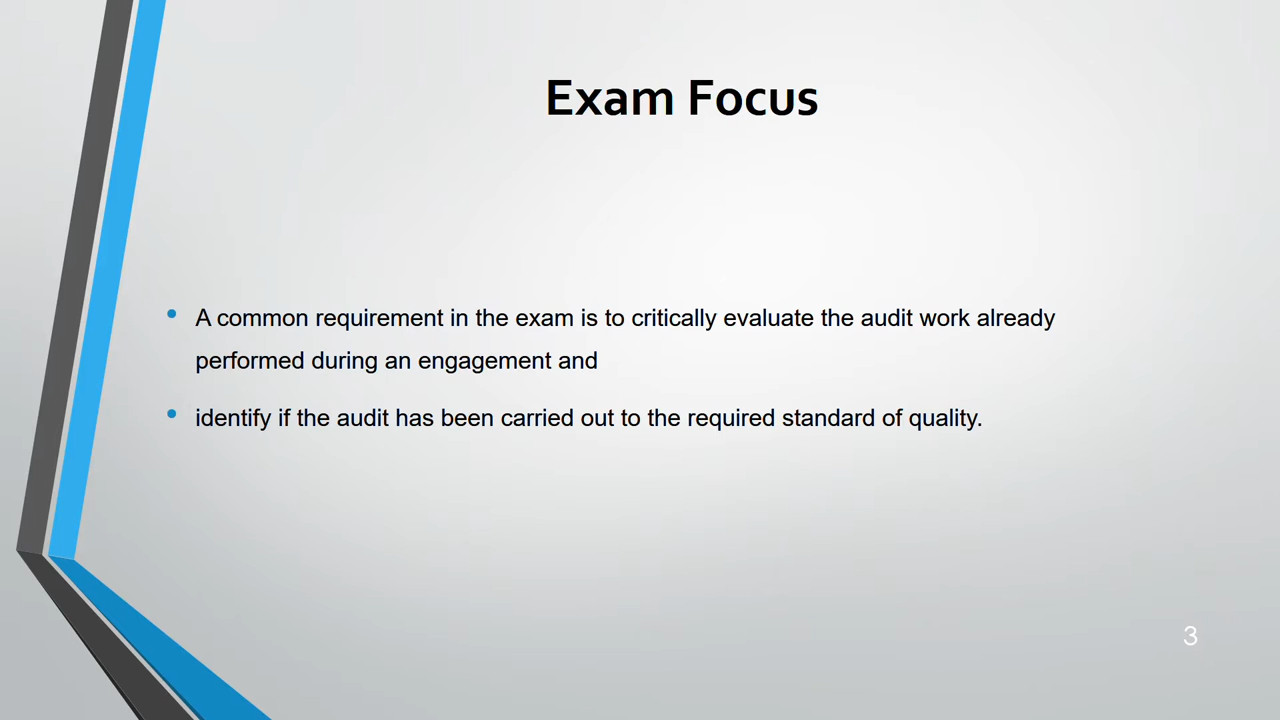 Exam Focus
• A common requirement in the exam is to critically evaluate the audit work already
performed during an engagement and
• identify if the audit has been carried out to the required standard of quality.
3